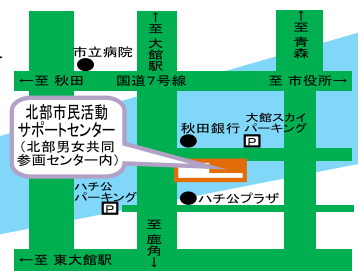 ↑至 大館駅
↑至 青森
市立病院
←至 秋田
国道7号線
至 市役所→
北部市民活動
サポートセンター
(北部男女共同
参画センター内)
秋田銀行
大館スカイ
パーキング
P
ハチ公
パーキング
P
ハチ公プラザ
至 鹿角↓
←至 東大館駅